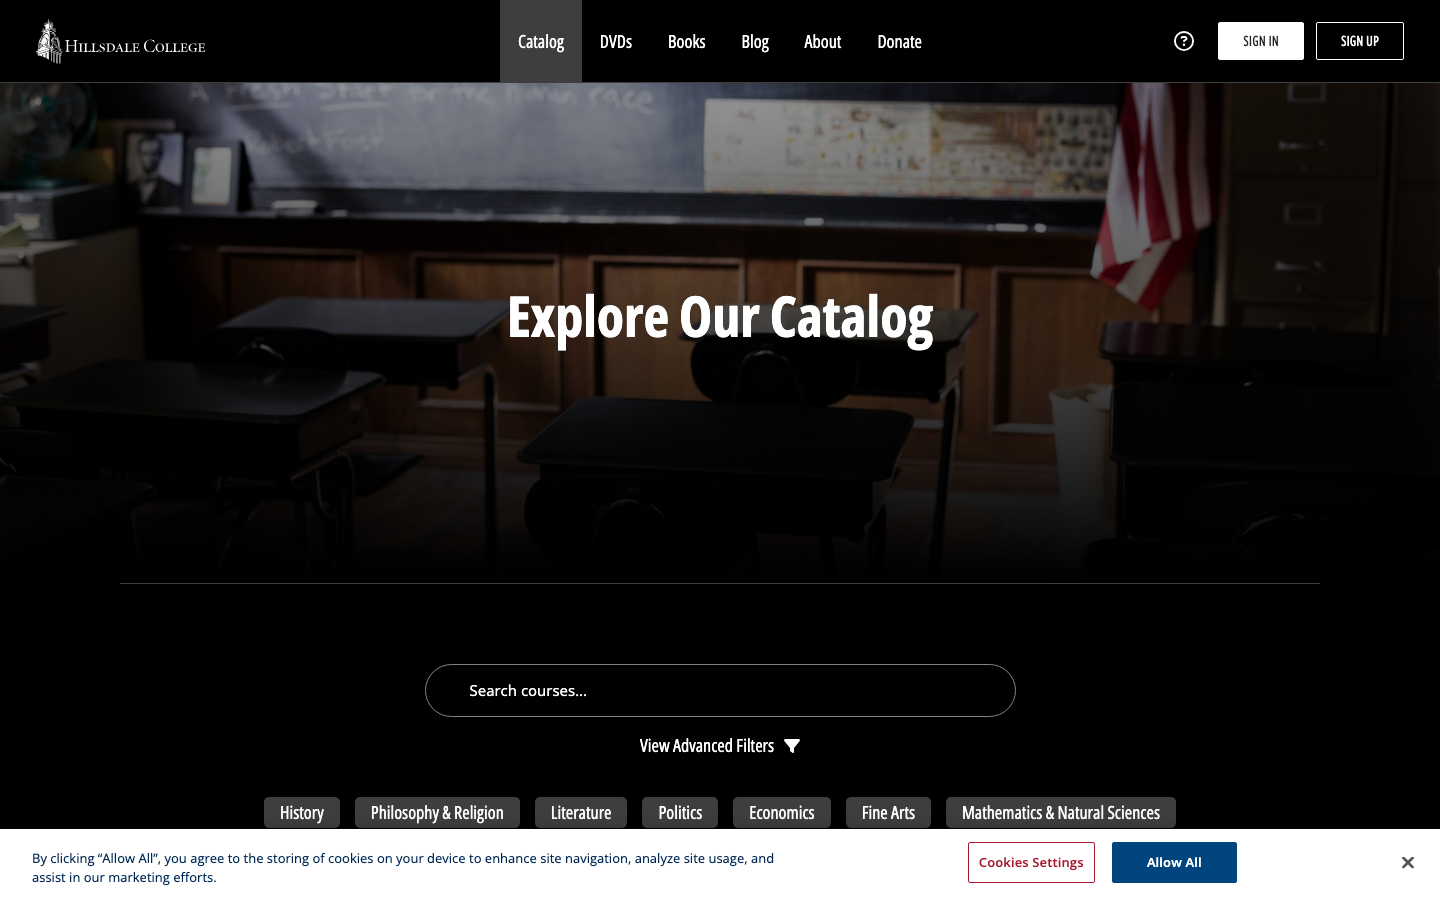 HILLSDALE COLLEGE
Catalog
DVDs
Books
Blog
About
Donate
SIGN IN
SIGN UP
A Fresh Start for the human race
Explore Our Catalog
Search courses...
View Advanced Filters
History
Philosophy & Religion
Literature
Politics
Economics
Fine Arts
Mathematics & Natural Sciences
By clicking “Allow All”, you agree to the storing of cookies on your device to enhance site navigation, analyze site usage, and
assist in our marketing efforts.
Cookies Settings
Allow All